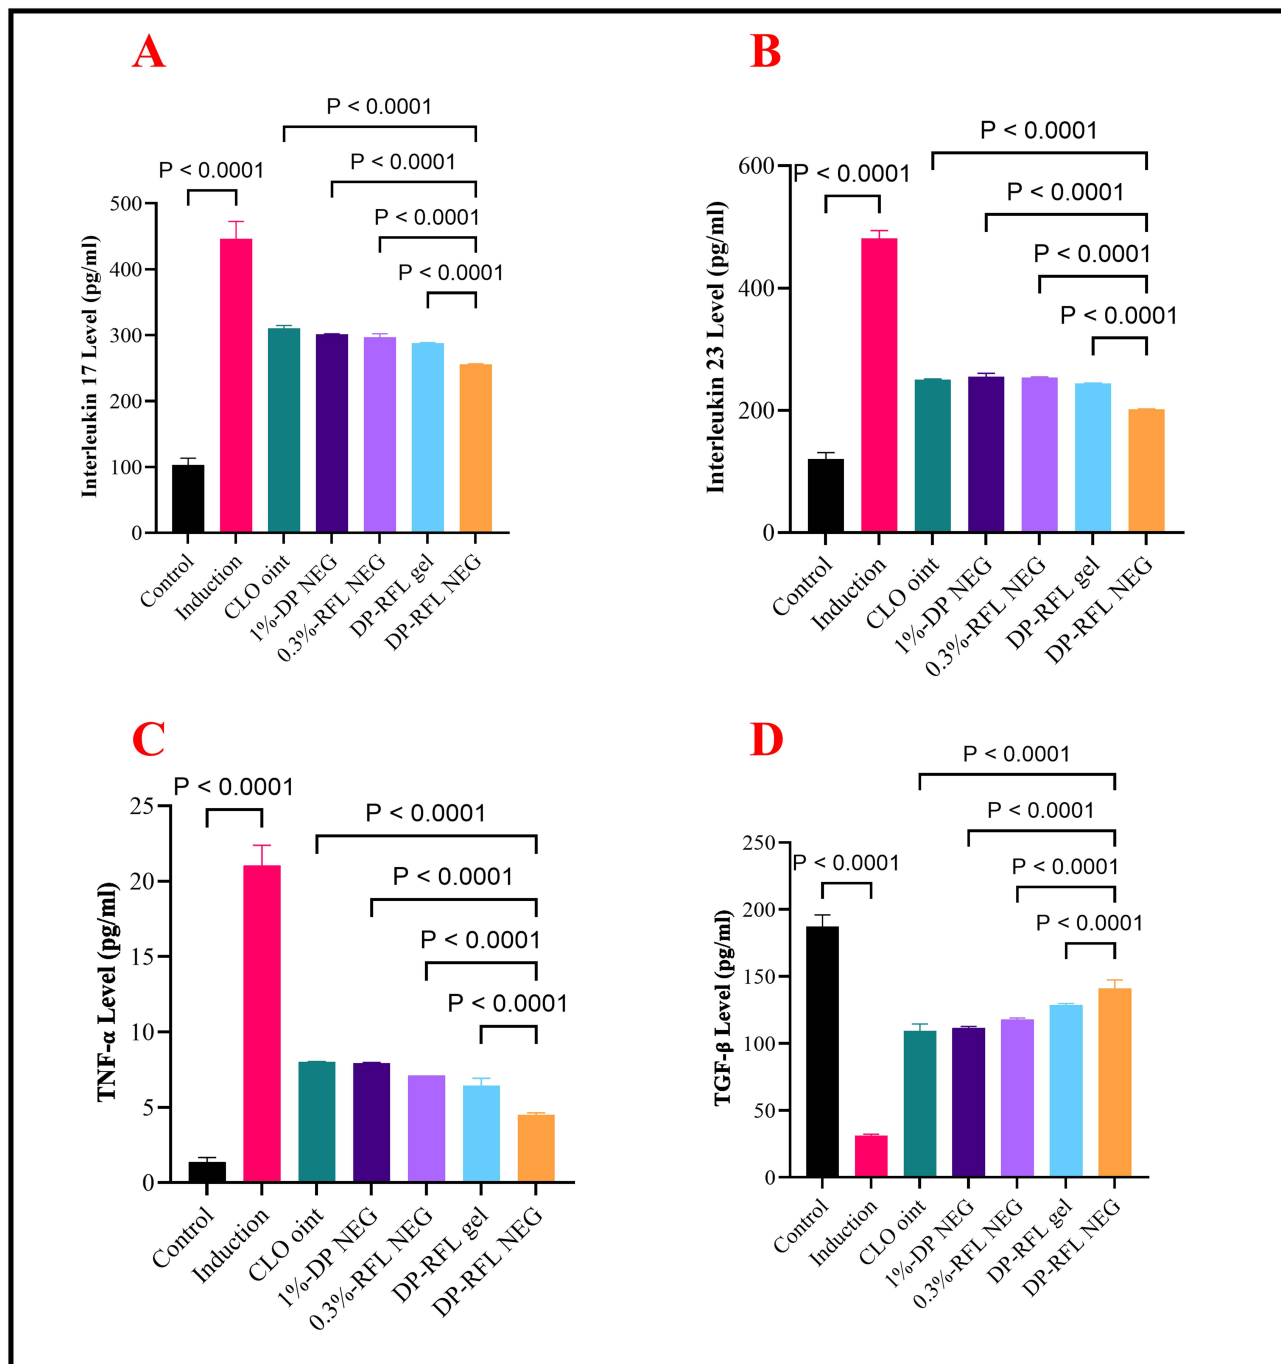 A
P < 0.0001
P < 0.0001
P < 0.0001
P < 0.0001
P < 0.0001
Interleukin 17 Level (pg/ml)
500
400
300
200
100
0
Control
Induction
CLO oint
1%-DP NEG
0.3%-RFL NEG
DP-RFL gel
DP-RFL NEG
B
P < 0.0001
P < 0.0001
P < 0.0001
P < 0.0001
P < 0.0001
Interleukin 23 Level (pg/ml)
600
400
200
0
Control
Induction
CLO oint
1%-DP NEG
0.3%-RFL NEG
DP-RFL gel
DP-RFL NEG
C
P < 0.0001
P < 0.0001
P < 0.0001
P < 0.0001
P < 0.0001
TNF-α Level (pg/ml)
25
20
15
10
5
0
Control
Induction
CLO oint
1%-DP NEG
0.3%-RFL NEG
DP-RFL gel
DP-RFL NEG
D
P < 0.0001
P < 0.0001
P < 0.0001
P < 0.0001
P < 0.0001
TGF-β Level (pg/ml)
250
200
150
100
50
0
Control
Induction
CLO oint
1%-DP NEG
0.3%-RFL NEG
DP-RFL gel
DP-RFL NEG